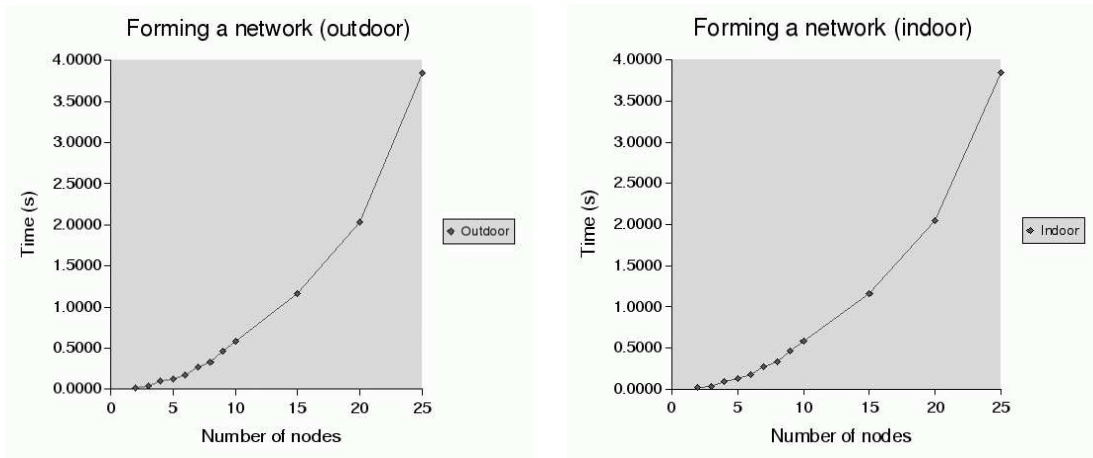 Forming a network (outdoor)
4.0000
3.5000
3.0000
2.5000
2.0000
1.5000
1.0000
0.5000
0.0000
0 5 10 15 20 25
Time (s)
Number of nodes
Outdoor
Forming a network (indoor)
4.0000
3.5000
3.0000
2.5000
2.0000
1.5000
1.0000
0.5000
0.0000
0 5 10 15 20 25
Time (s)
Number of nodes
Indoor